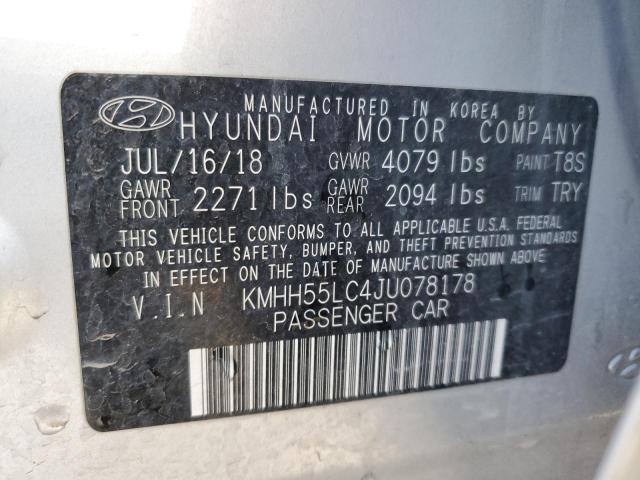 MANUFACTURED IN KOREA BY
HYUNDAI MOTOR COMPANY
JUL/16/18 GVWR 4079 lbs PAINT T8S
GAWR FRONT 2271 lbs GAWR REAR 2094 lbs TRIM TRY
THIS VEHICLE CONFORMS TO ALL APPLICABLE U.S.A. FEDERAL
MOTOR VEHICLE SAFETY, BUMPER, AND THEFT PREVENTION STANDARDS
IN EFFECT ON THE DATE OF MANUFACTURE SHOWN ABOVE
V.I.N KMHH55LC4JU078178
PASSENGER CAR